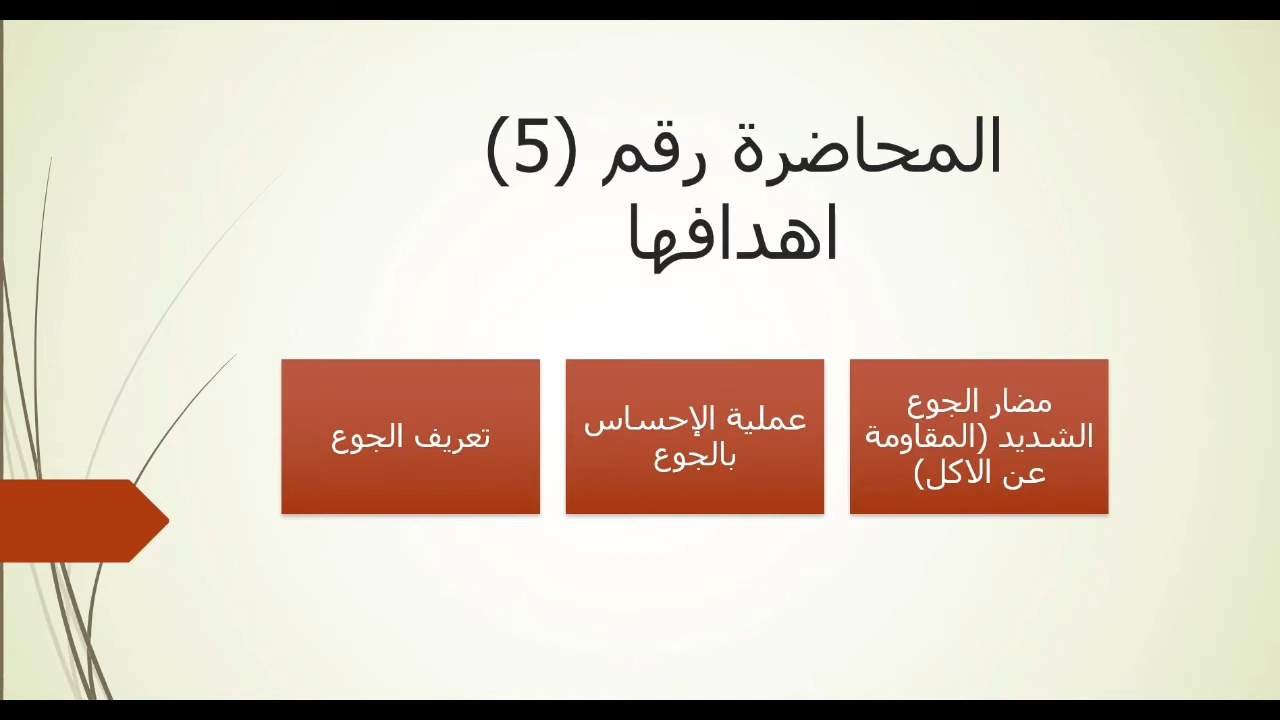 المحاضرة رقم (5)
اهدافها
مضار الجوع
الشديد (المقاومة
عن الاكل)
عملية الإحساس
بالجوع
تعريف الجوع